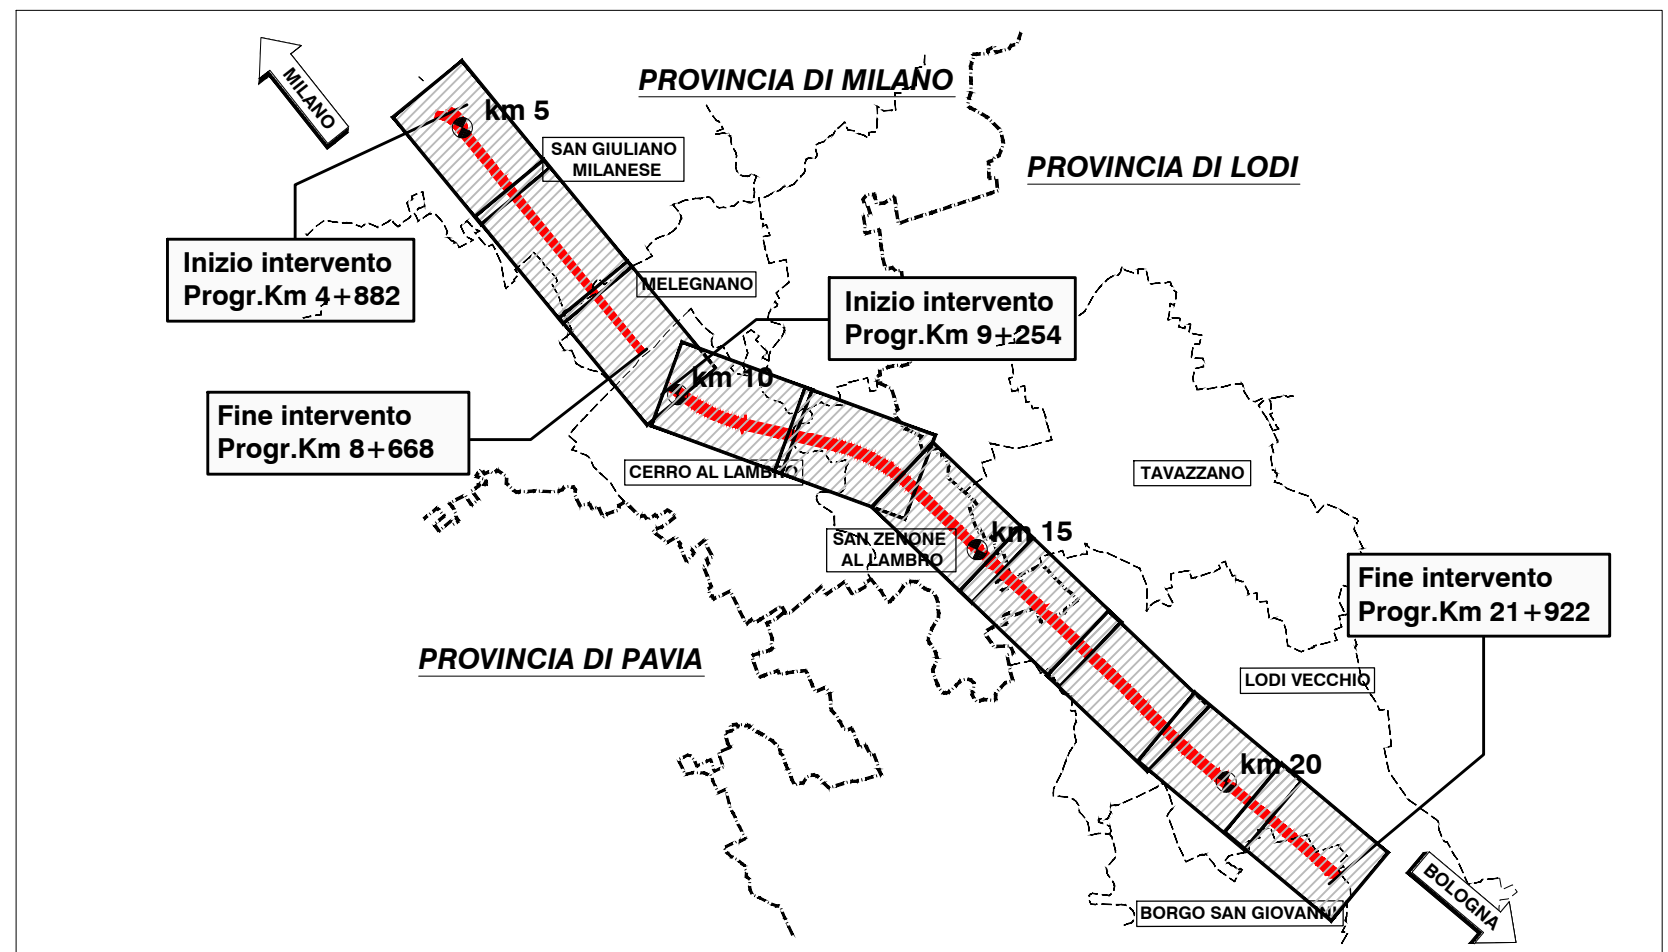 MILANO
PROVINCIA DI MILANO
km 5
SAN GIULIANO
MILANESE
PROVINCIA DI LODI
Inizio intervento
Progr.Km 4+882
MELEGNANO
Inizio intervento
Progr.Km 9+254
km 10
Fine intervento
Progr.Km 8+668
CERRO AL LAMBRO
TAVAZZANO
km 15
SAN ZENONE
AL LAMBRO
Fine intervento
Progr.Km 21+922
PROVINCIA DI PAVIA
LODI VECCHIO
km 20
BOLOGNA
BORGO SAN GIOVANNI